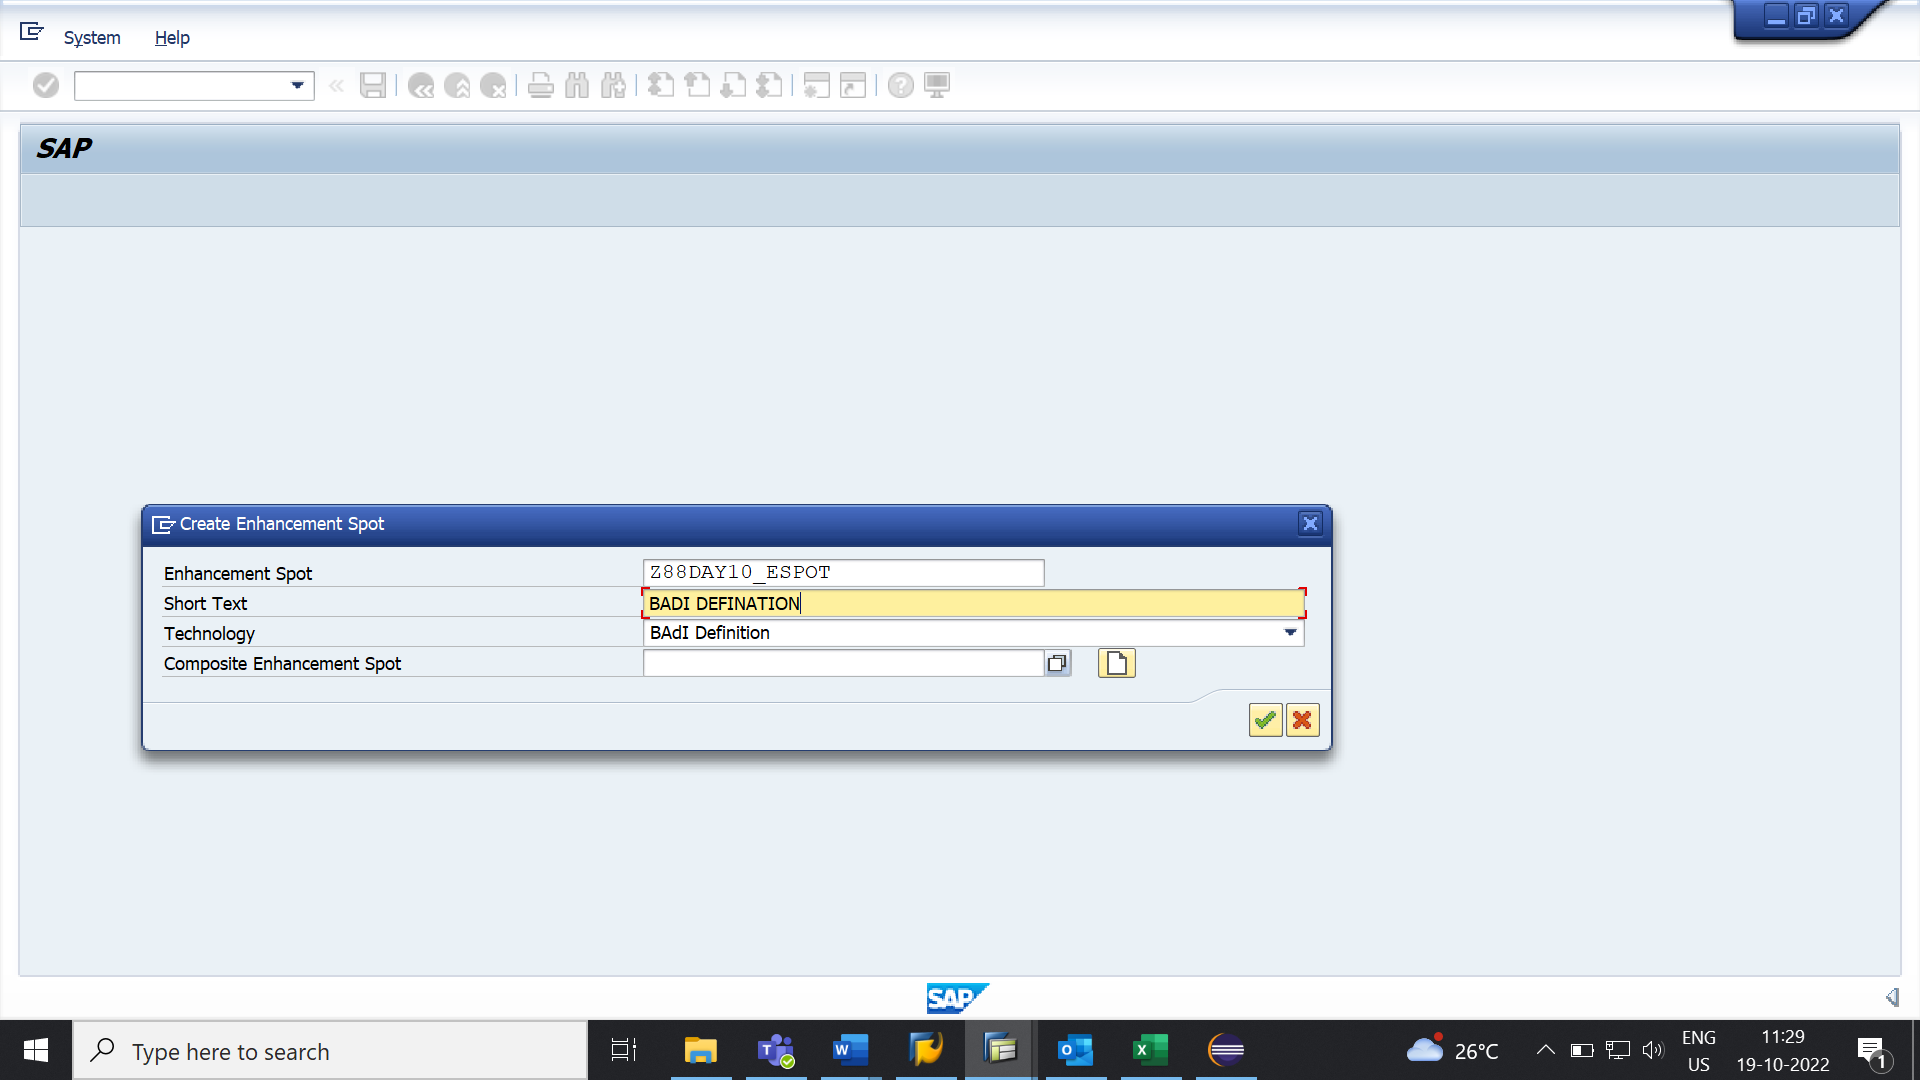 System Help
SAP
Create Enhancement Spot
Enhancement Spot Z88DAY10_ESPOT
Short Text BADI DEFINATION
Technology BAdI Definition
Composite Enhancement Spot
SAP
Type here to search
26°C
ENG
US
11:29
19-10-2022
1